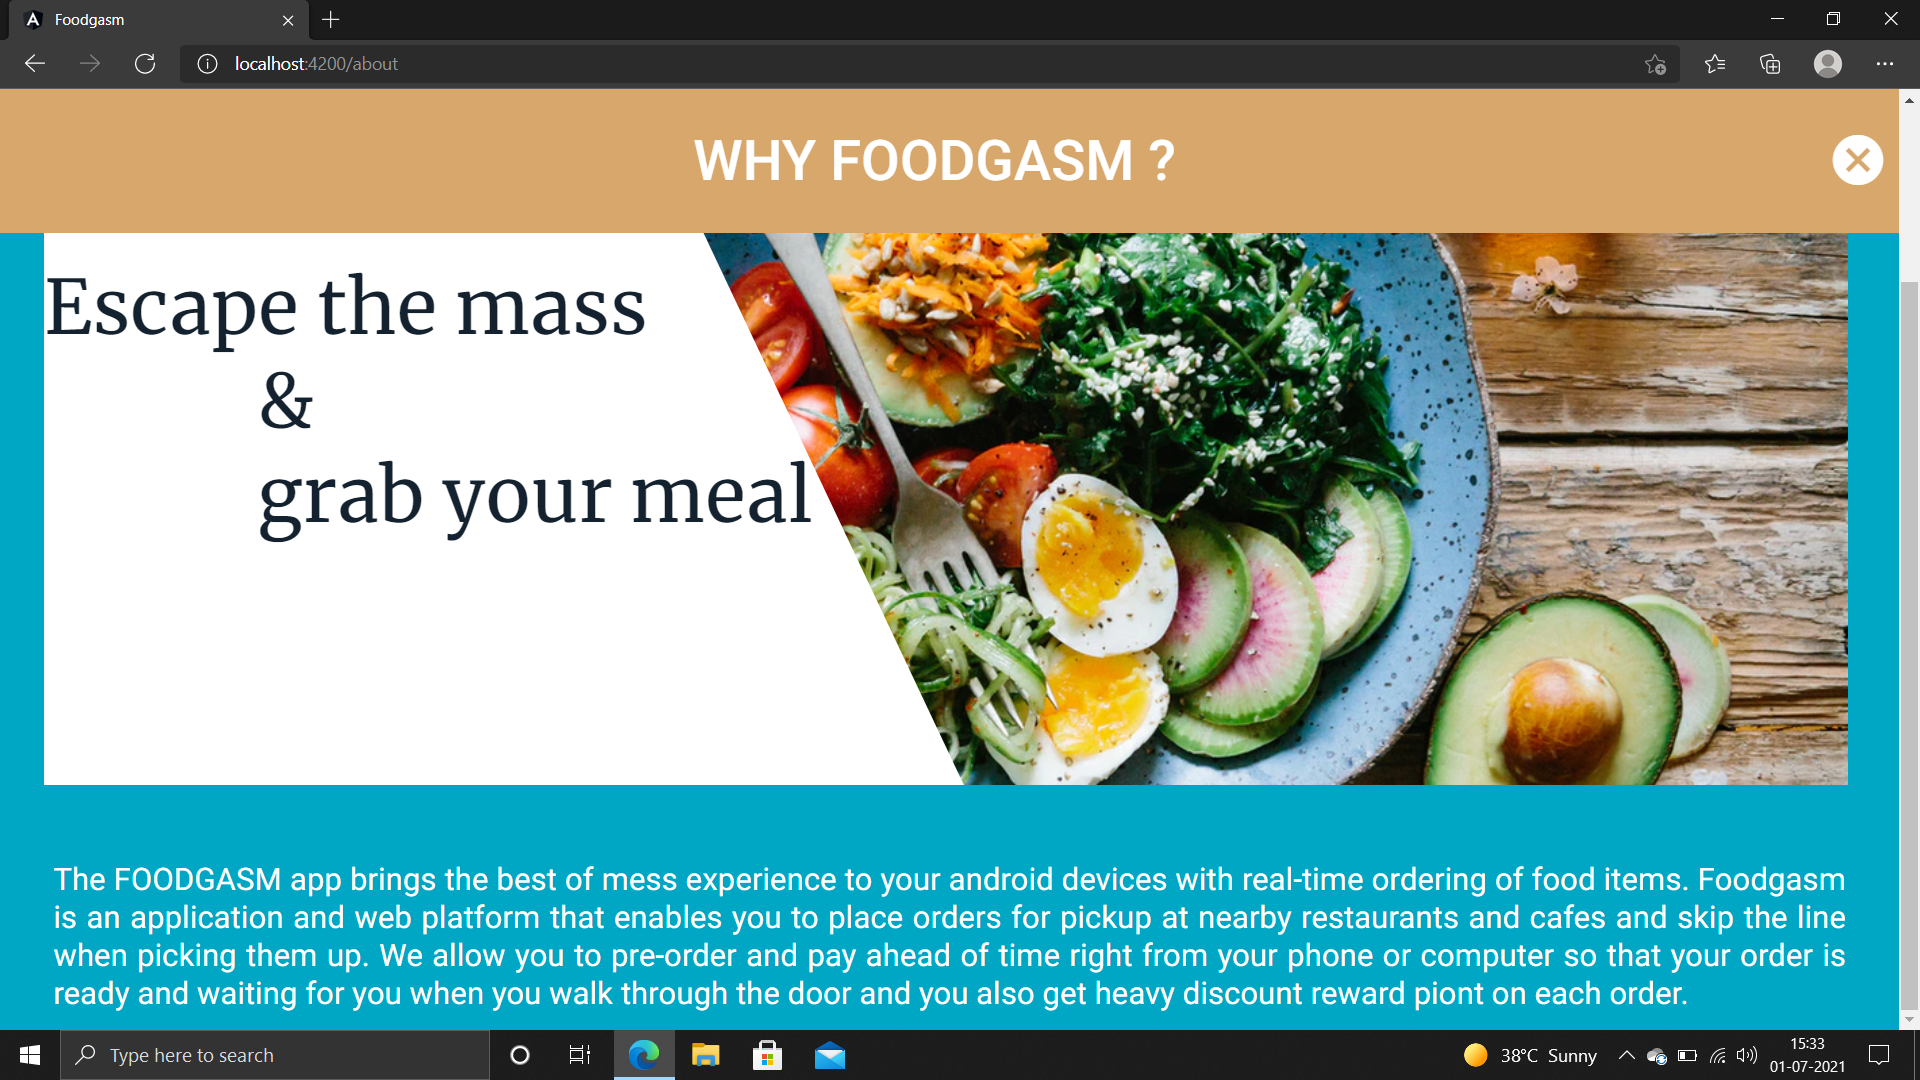 Foodgasm
localhost:4200/about
WHY FOODGASM ?
Escape the mass
&
grab your meal
The FOODGASM app brings the best of mess experience to your android devices with real-time ordering of food items. Foodgasm
is an application and web platform that enables you to place orders for pickup at nearby restaurants and cafes and skip the line
when picking them up. We allow you to pre-order and pay ahead of time right from your phone or computer so that your order is
ready and waiting for you when you walk through the door and you also get heavy discount reward piont on each order.
Type here to search
38°C Sunny
15:33
01-07-2021